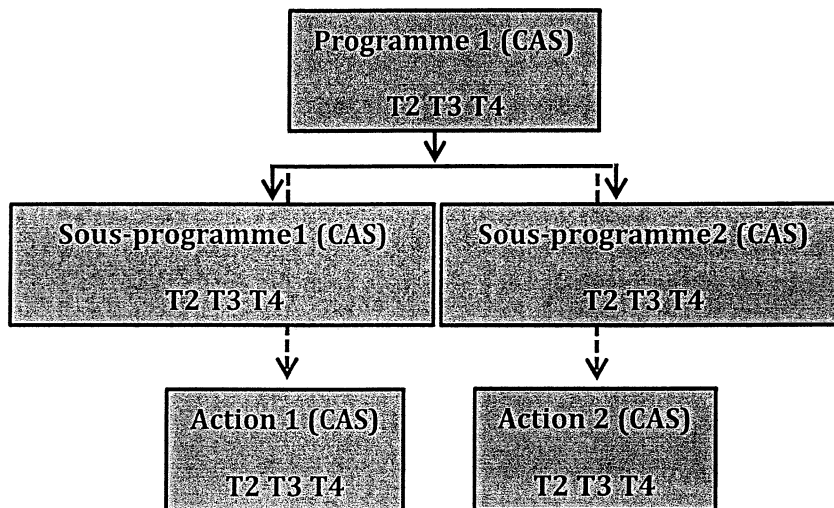 Programme 1 (CAS)
T2 T3 T4
Sous-programme1 (CAS)
T2 T3 T4
Sous-programme2 (CAS)
T2 T3 T4
Action 1 (CAS)
T2 T3 T4
Action 2 (CAS)
T2 T3 T4